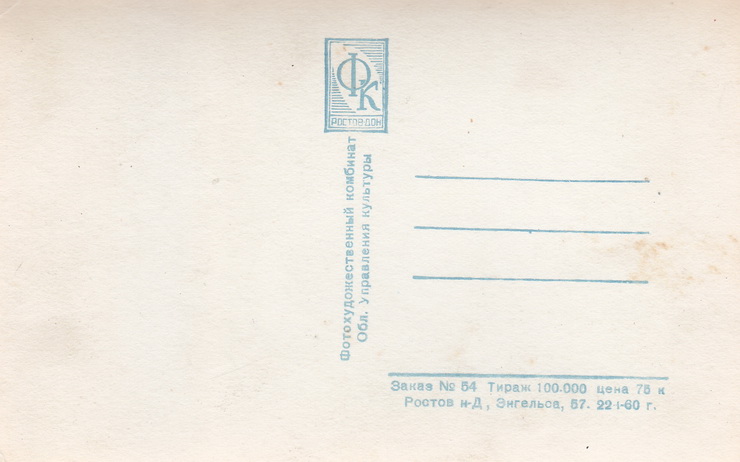 ФК
РОСТОВ-ДОН
Фотохудожественный комбинат
Обл. Управления культуры
Заказ № 54 Тираж 100.000 цена 75 к
Ростов н-Д, Энгельса, 57. 22-I-60 г.